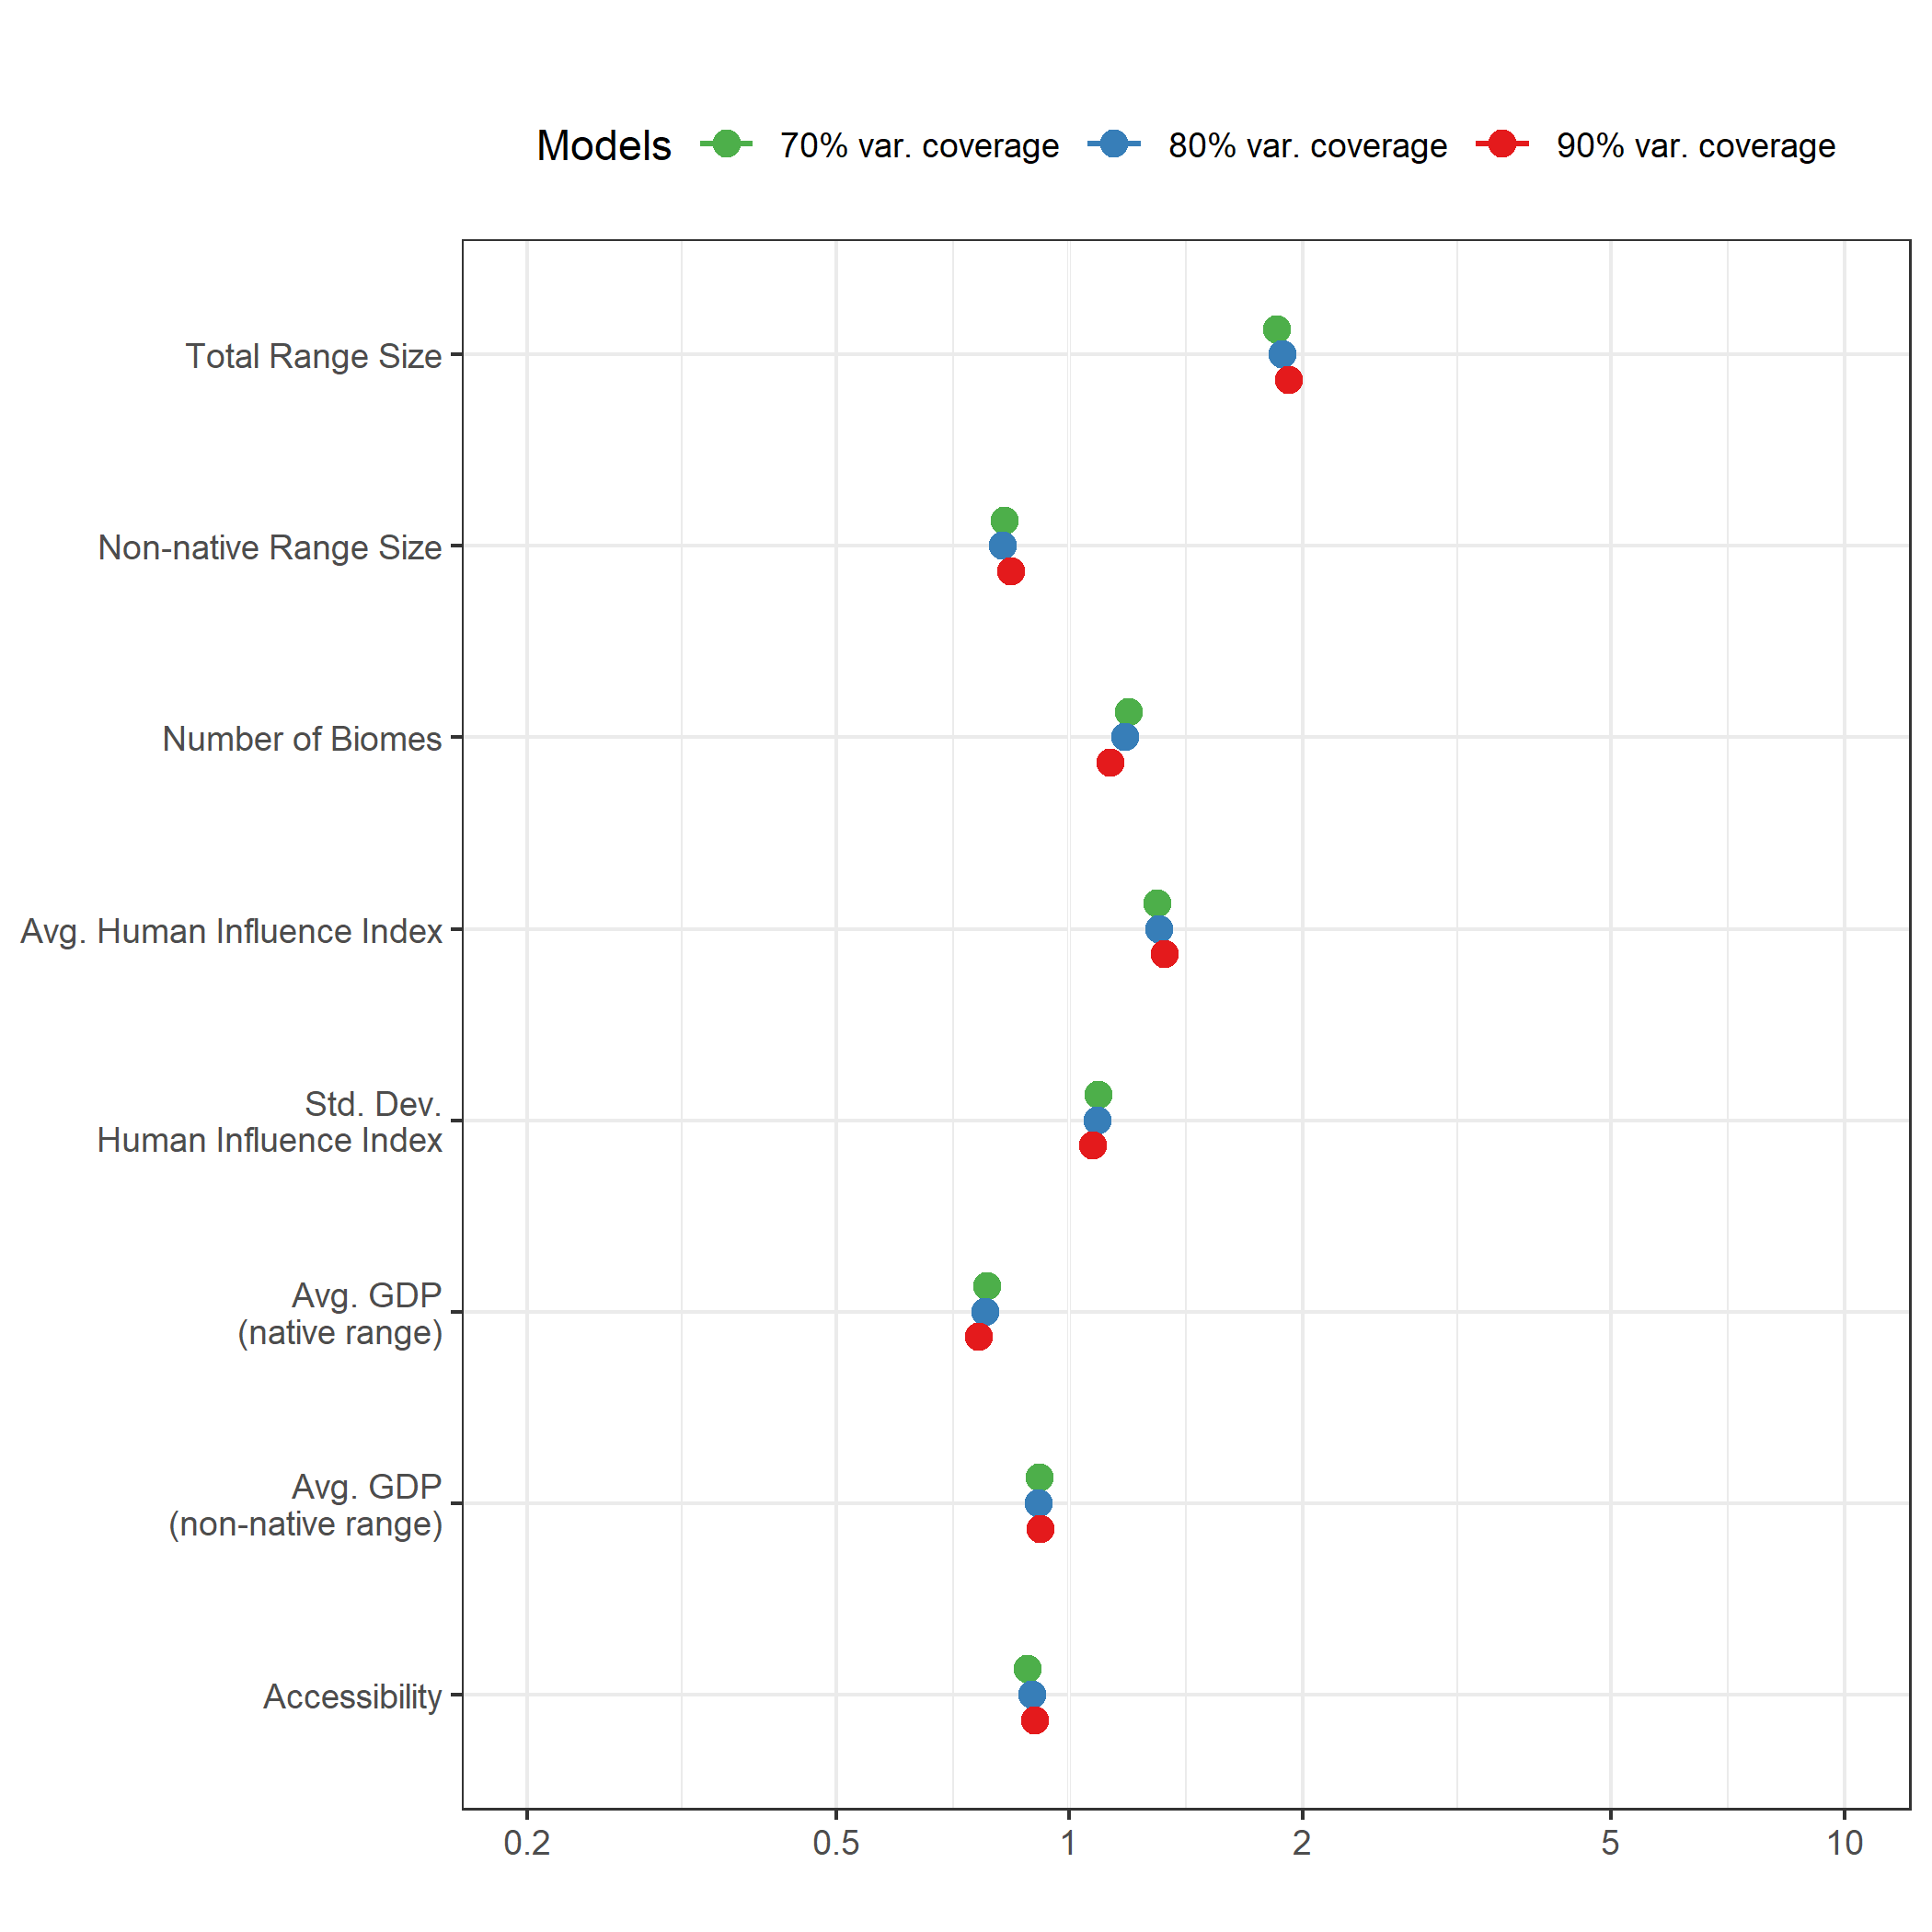 Models 70% var. coverage 80% var. coverage 90% var. coverage
Total Range Size
Non-native Range Size
Number of Biomes
Avg. Human Influence Index
Std. Dev.
Human Influence Index
Avg. GDP
(native range)
Avg. GDP
(non-native range)
Accessibility
0.2 0.5 1 2 5 10